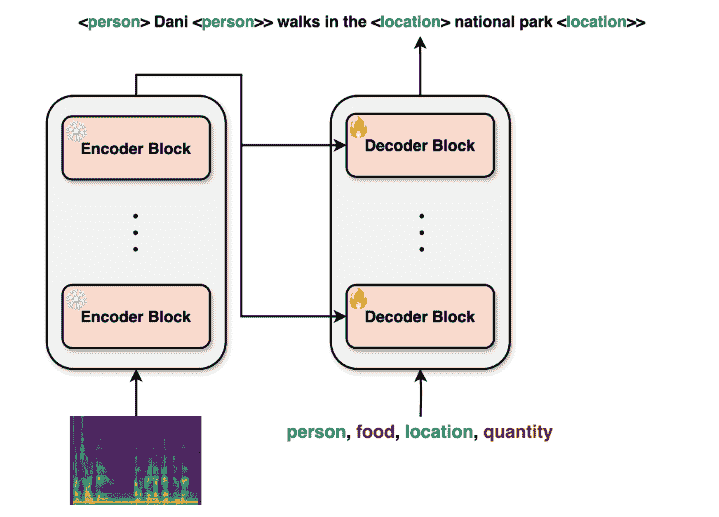 <person> Dani <person>> walks in the <location> national park <location>>
Encoder Block
Decoder Block
Encoder Block
Decoder Block
person, food, location, quantity